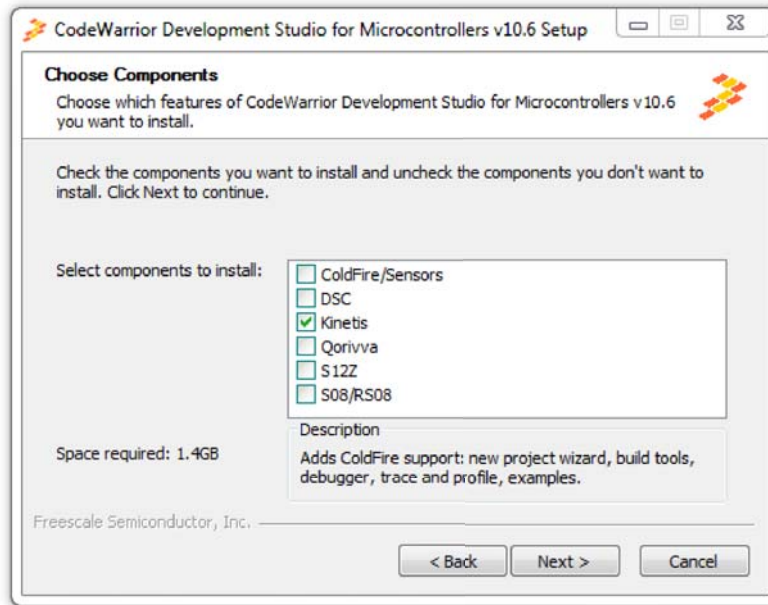 CodeWarrior Development Studio for Microcontrollers v10.6 Setup
Choose Components
Choose which features of CodeWarrior Development Studio for Microcontrollers v10.6
you want to install.
Check the components you want to install and uncheck the components you don't want to
install. Click Next to continue.
Select components to install:
ColdFire/Sensors
DSC
Kinetis
Qorivva
S12Z
S08/RS08
Space required: 1.4GB
Description
Adds ColdFire support: new project wizard, build tools,
debugger, trace and profile, examples.
Freescale Semiconductor, Inc.
< Back
Next >
Cancel